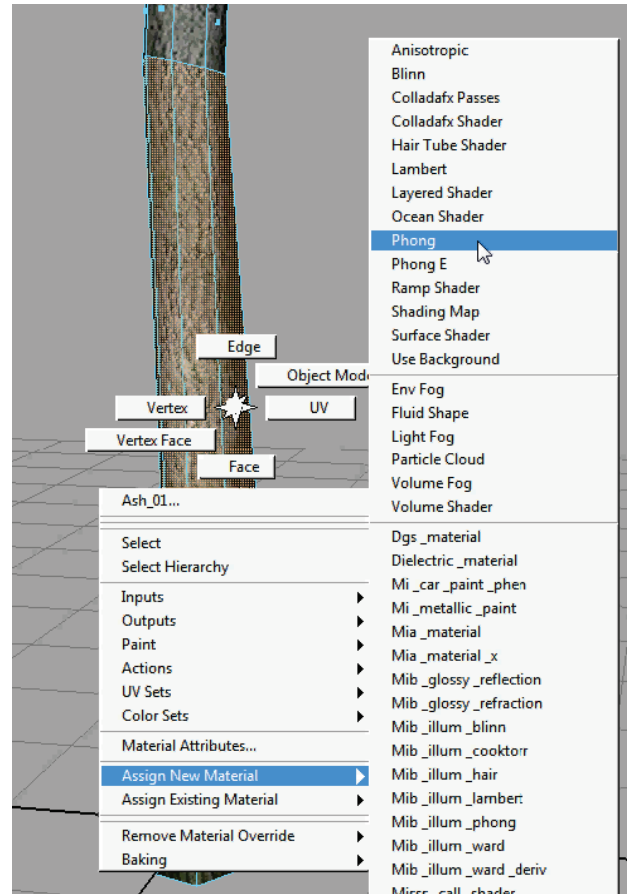 Anisotropic
Blinn
Colladafx Passes
Colladafx Shader
Hair Tube Shader
Lambert
Layered Shader
Ocean Shader
Phong
Phong E
Ramp Shader
Shading Map
Surface Shader
Use Background
Env Fog
Fluid Shape
Light Fog
Particle Cloud
Volume Fog
Volume Shader
Dgs _material
Dielectric _material
Mi _car _paint _phen
Mi _metallic _paint
Mia _material
Mia _material _x
Mib _glossy _reflection
Mib _glossy _refraction
Mib _illum _blinn
Mib _illum _cooktorr
Mib _illum _hair
Mib _illum _lambert
Mib _illum _phong
Mib _illum _ward
Mib _illum _ward _deriv
Misss _call _shader
Edge
Object Mode
Vertex
UV
Vertex Face
Face
Ash_01...
Select
Select Hierarchy
Inputs
Outputs
Paint
Actions
UV Sets
Color Sets
Material Attributes...
Assign New Material
Assign Existing Material
Remove Material Override
Baking